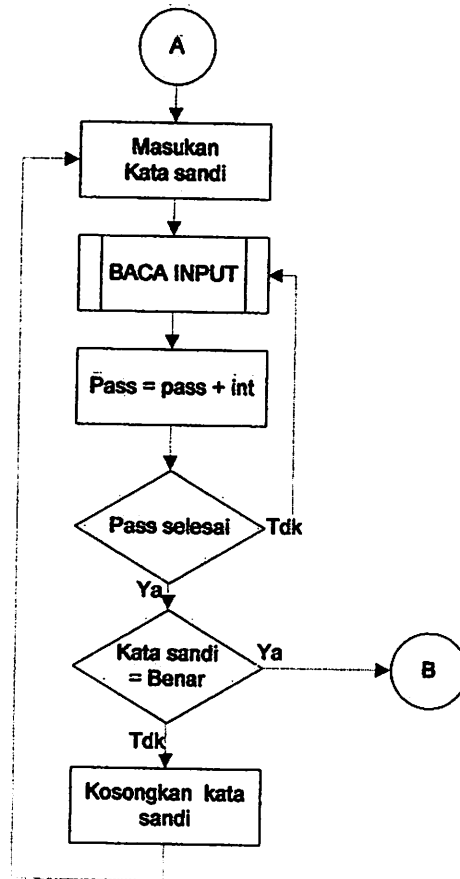 A
Masukan
Kata sandi
BACA INPUT
Pass = pass + int
Pass selesai
Tdk
Ya
Kata sandi
= Benar
Ya
B
Tdk
Kosongkan kata
sandi